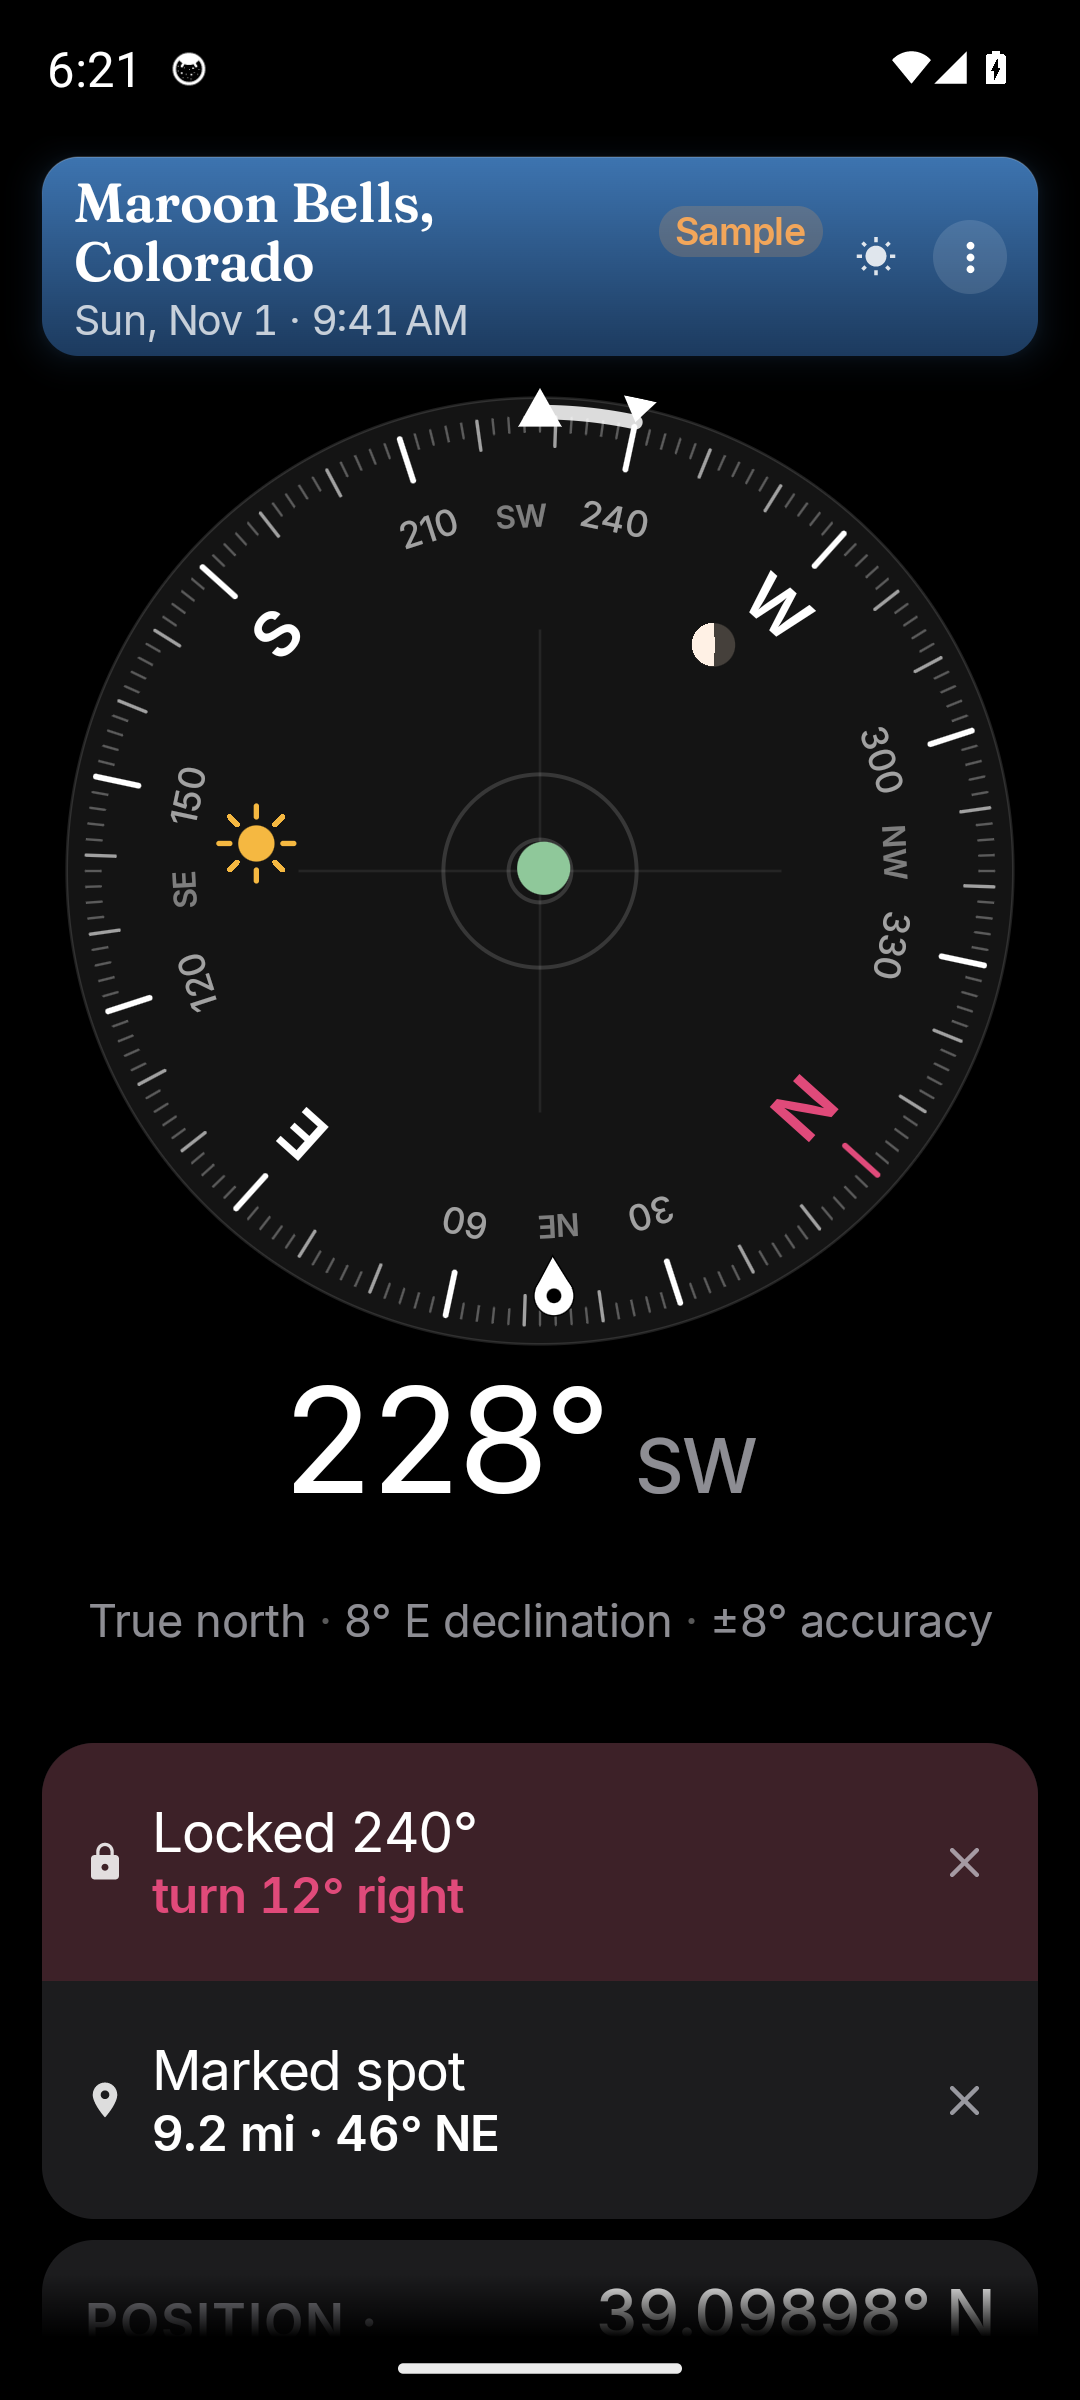 6:21
Maroon Bells,
Colorado
Sample
Sun, Nov 1 · 9:41 AM
210 SW 240
S W
150 300
SE NW
120 330
E N
60 NE 30
228° SW
True north · 8° E declination · ±8° accuracy
Locked 240°
turn 12° right
Marked spot
9.2 mi · 46° NE
POSITION · 39.09898° N